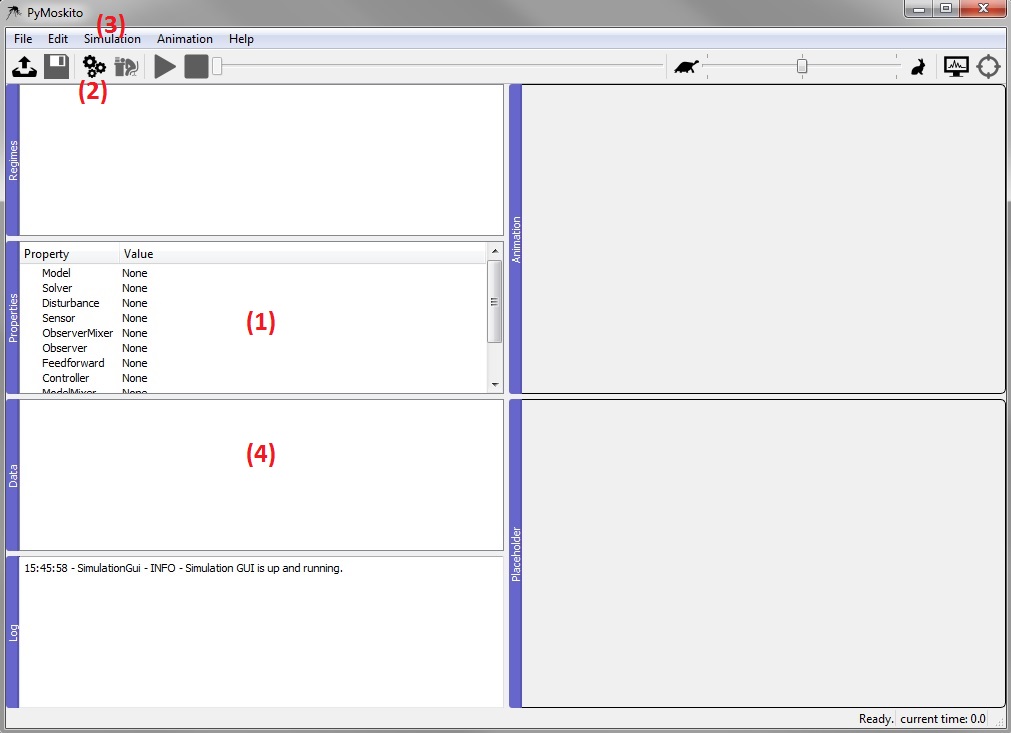 PyMoskito
(3)
File Edit Simulation Animation Help
(2)
Regimes
Animation
Properties
Property Value
Model None
Solver None
Disturbance None
Sensor None
(1)
ObserverMixer None
Observer None
Feedforward None
Controller None
ModelMixer None
Data
(4)
Placeholder
Log
15:45:58 - SimulationGui - INFO - Simulation GUI is up and running.
Ready. current time: 0.0